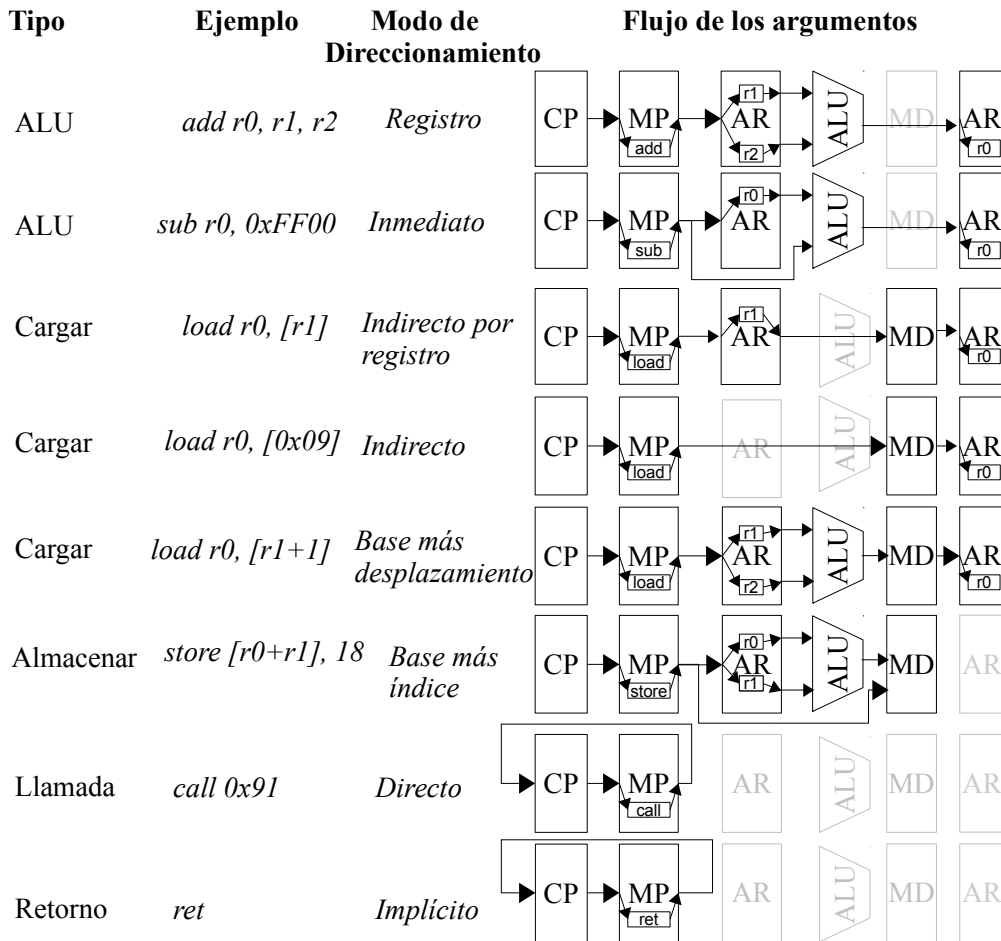 Tipo Ejemplo Modo de Direccionamiento Flujo de los argumentos
ALU add r0, r1, r2 Registro CP MP add AR r1 r2 ALU MD AR r0
ALU sub r0, 0xFF00 Inmediato CP MP sub AR r0 ALU MD AR r0
Cargar load r0, [r1] Indirecto por registro CP MP load AR r1 ALU MD AR r0
Cargar load r0, [0x09] Indirecto CP MP load AR ALU MD AR r0
Cargar load r0, [r1+1] Base más desplazamiento CP MP load AR r1 r2 ALU MD AR r0
Almacenar store [r0+r1], 18 Base más índice CP MP store AR r0 r1 ALU MD AR
Llamada call 0x91 Directo CP MP call AR ALU MD AR
Retorno ret Implícito CP MP ret AR ALU MD AR